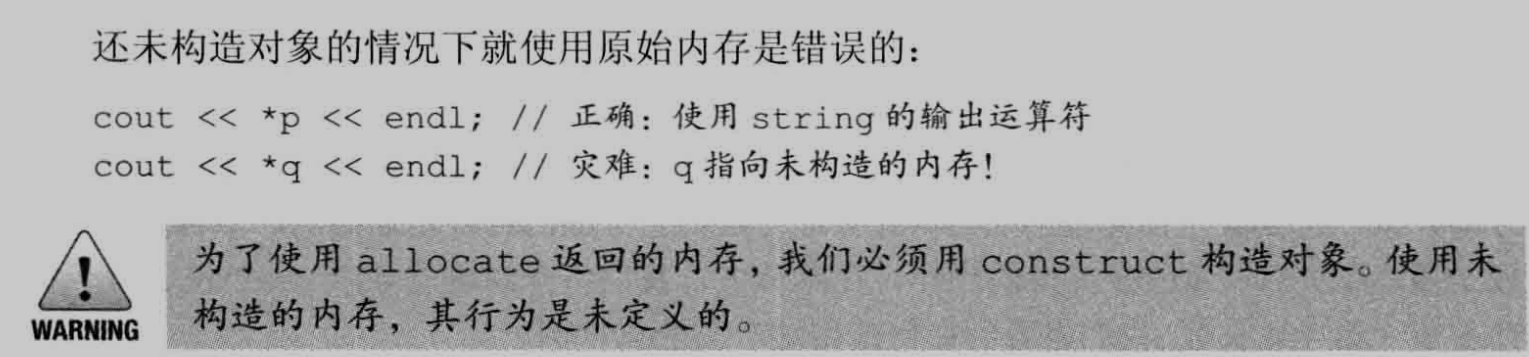 还未构造对象的情况下就使用原始内存是错误的：
cout << *p << endl; // 正确：使用 string 的输出运算符
cout << *q << endl; // 灾难：q 指向未构造的内存！
为了使用 allocate 返回的内存，我们必须用 construct 构造对象。使用未
构造的内存，其行为是未定义的。
WARNING